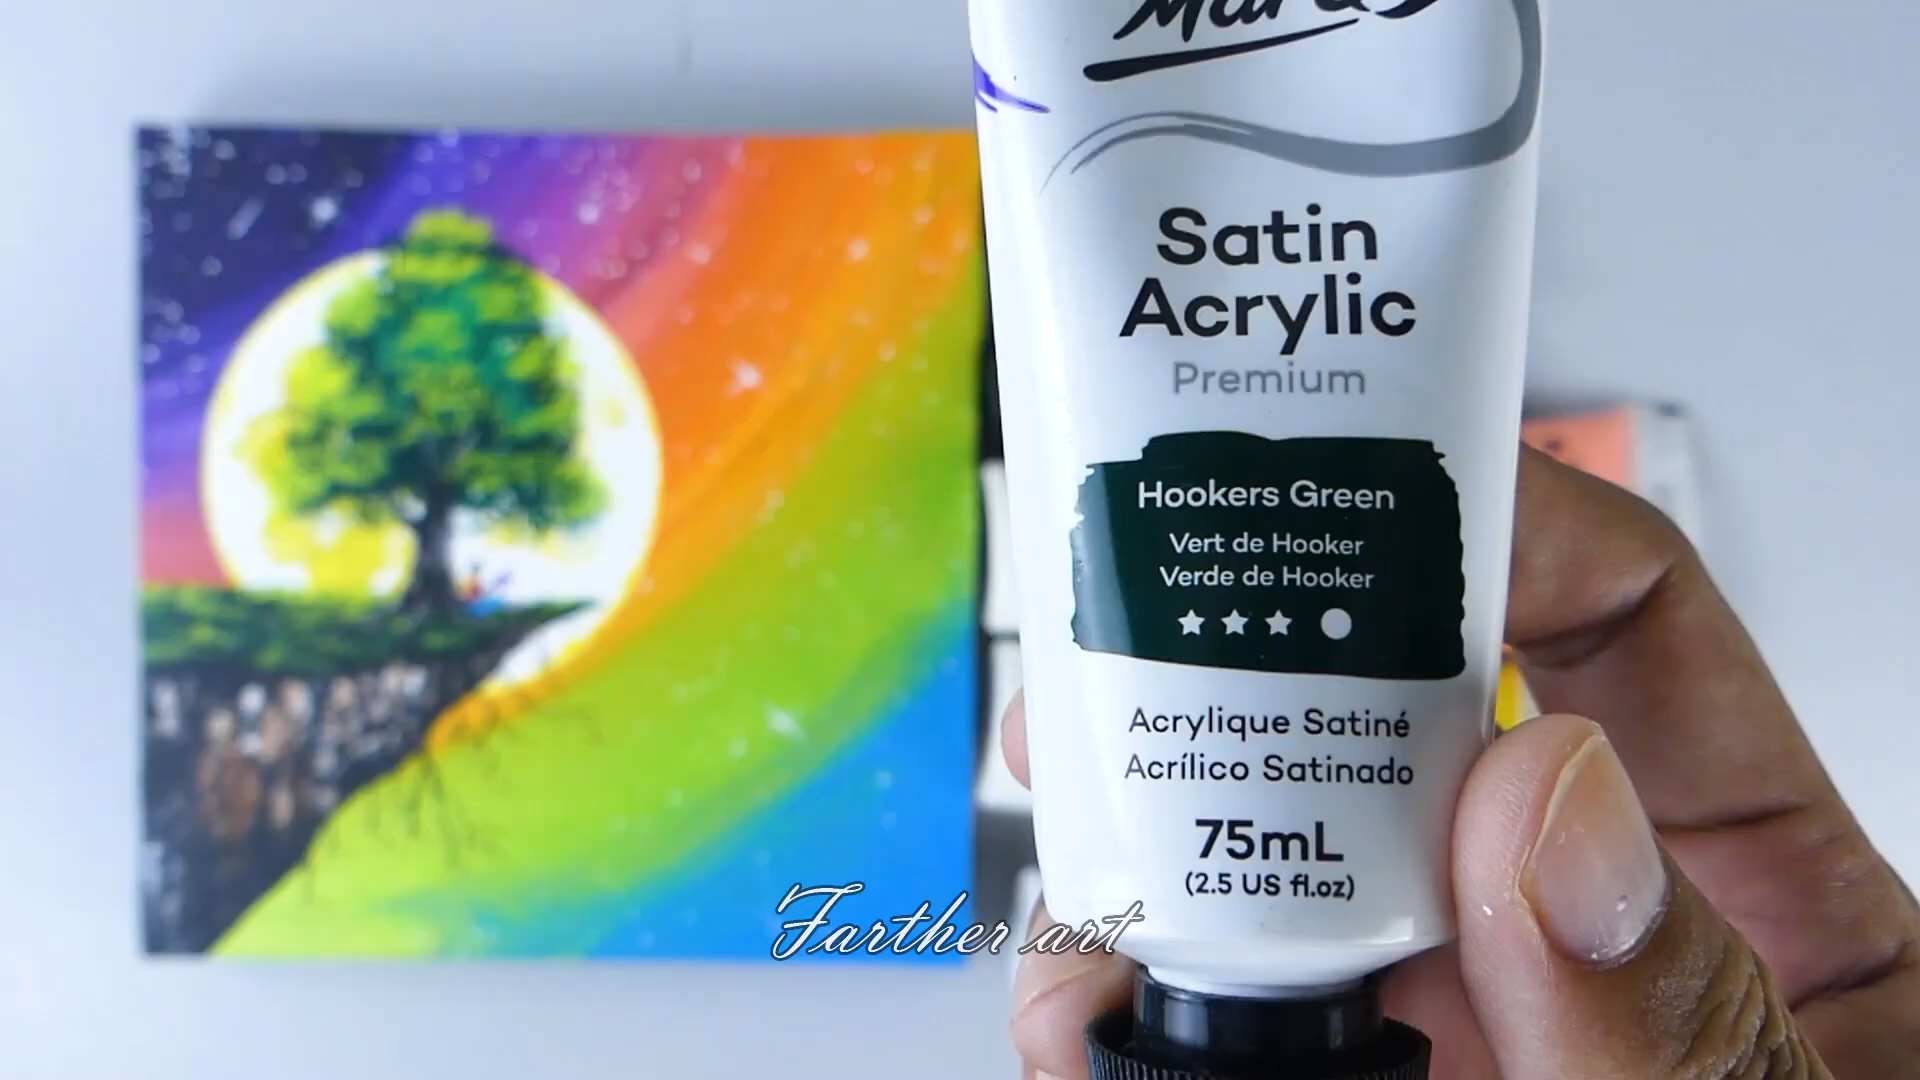 Satin
Acrylic
Premium
Hookers Green
Vert de Hooker
Verde de Hooker
Acrylique Satiné
Acrílico Satinado
75mL
(2.5 US fl.oz)
Farther art